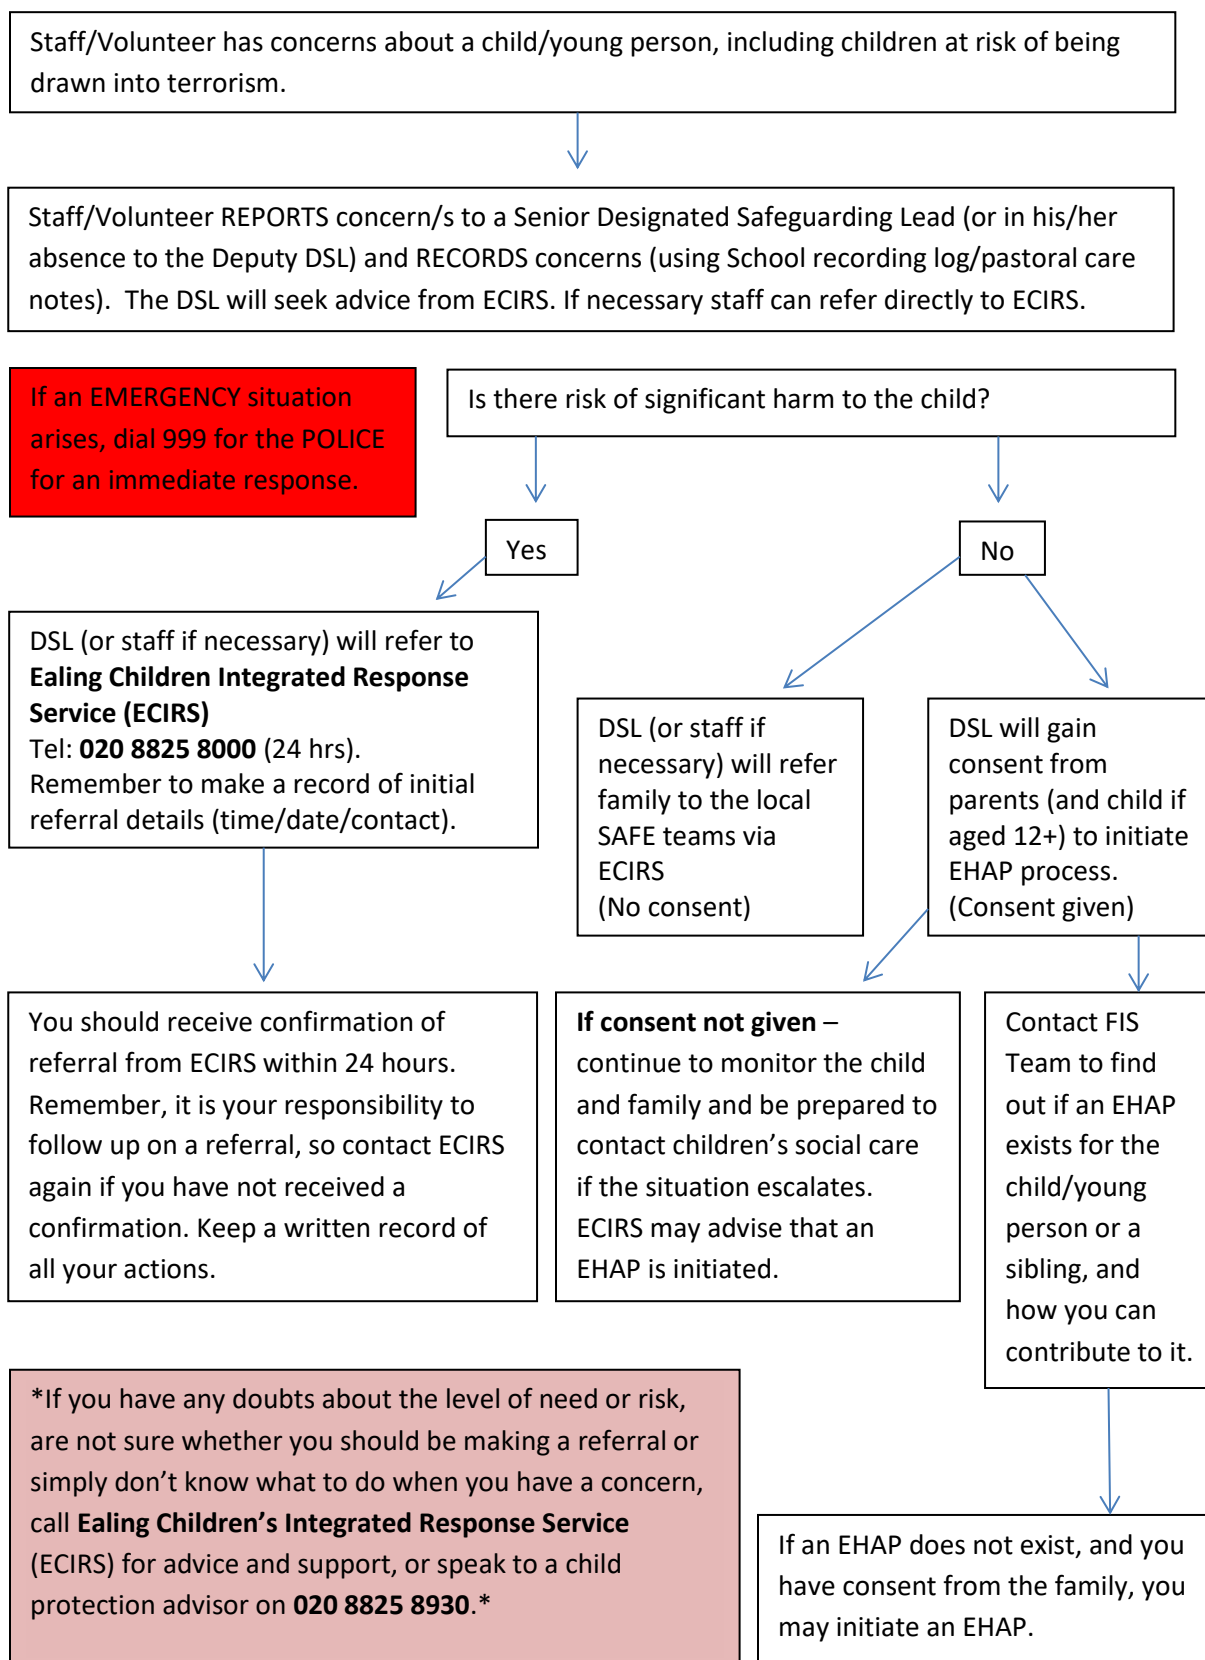 Staff/Volunteer has concerns about a child/young person, including children at risk of being
drawn into terrorism.
Staff/Volunteer REPORTS concern/s to a Senior Designated Safeguarding Lead (or in his/her
absence to the Deputy DSL) and RECORDS concerns (using School recording log/pastoral care
notes).  The DSL will seek advice from ECIRS. If necessary staff can refer directly to ECIRS.
If an EMERGENCY situation
arises, dial 999 for the POLICE
for an immediate response.
Is there risk of significant harm to the child?
Yes
No
DSL (or staff if necessary) will refer to
Ealing Children Integrated Response
Service (ECIRS)
Tel: 020 8825 8000 (24 hrs).
Remember to make a record of initial
referral details (time/date/contact).
DSL (or staff if
necessary) will refer
family to the local
SAFE teams via
ECIRS
(No consent)
DSL will gain
consent from
parents (and child if
aged 12+) to initiate
EHAP process.
(Consent given)
You should receive confirmation of
referral from ECIRS within 24 hours.
Remember, it is your responsibility to
follow up on a referral, so contact ECIRS
again if you have not received a
confirmation. Keep a written record of
all your actions.
If consent not given –
continue to monitor the child
and family and be prepared to
contact children’s social care
if the situation escalates.
ECIRS may advise that an
EHAP is initiated.
Contact FIS
Team to find
out if an EHAP
exists for the
child/young
person or a
sibling, and
how you can
contribute to it.
*If you have any doubts about the level of need or risk,
are not sure whether you should be making a referral or
simply don’t know what to do when you have a concern,
call Ealing Children’s Integrated Response Service
(ECIRS) for advice and support, or speak to a child
protection advisor on 020 8825 8930.*
If an EHAP does not exist, and you
have consent from the family, you
may initiate an EHAP.